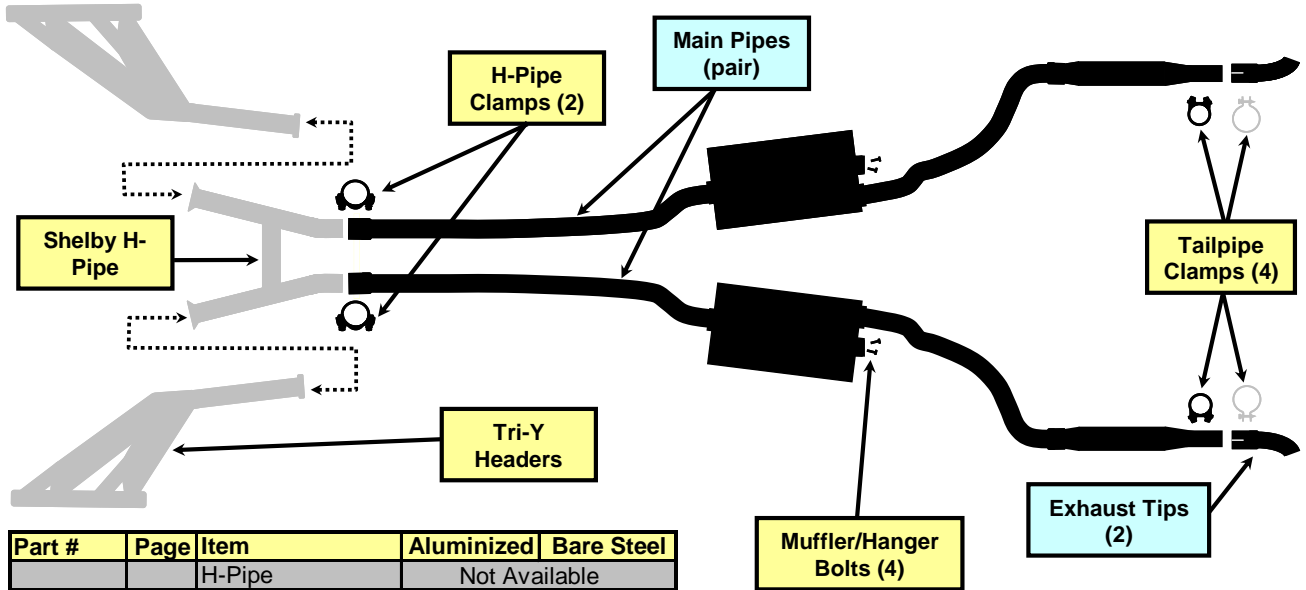 Main Pipes
(pair)
H-Pipe
Clamps (2)
Shelby H-
Pipe
Tailpipe
Clamps (4)
Tri-Y
Headers
Exhaust Tips
(2)
Muffler/Hanger
Bolts (4)
Part # Page Item Aluminized Bare Steel
H-Pipe Not Available